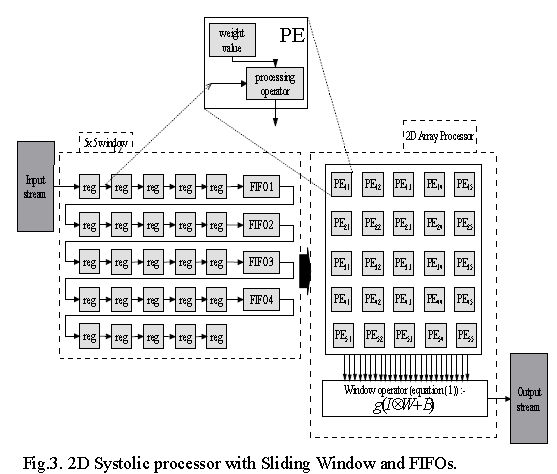 weight
value
PE
processing
operator
5x5 window
2D Array Processor
Input
stream
reg reg reg reg reg FIFO1
reg reg reg reg reg FIFO2
reg reg reg reg reg FIFO3
reg reg reg reg reg FIFO4
reg reg reg reg reg
PE11 PE12 PE13 PE14 PE15
PE21 PE22 PE23 PE24 PE25
PE31 PE32 PE33 PE34 PE35
PE41 PE42 PE43 PE44 PE45
PE51 PE52 PE53 PE54 PE55
Window operator (equation (1)) :-
g(I⊗W+B)
Output
stream
Fig.3. 2D Systolic processor with Sliding Window and FIFOs.